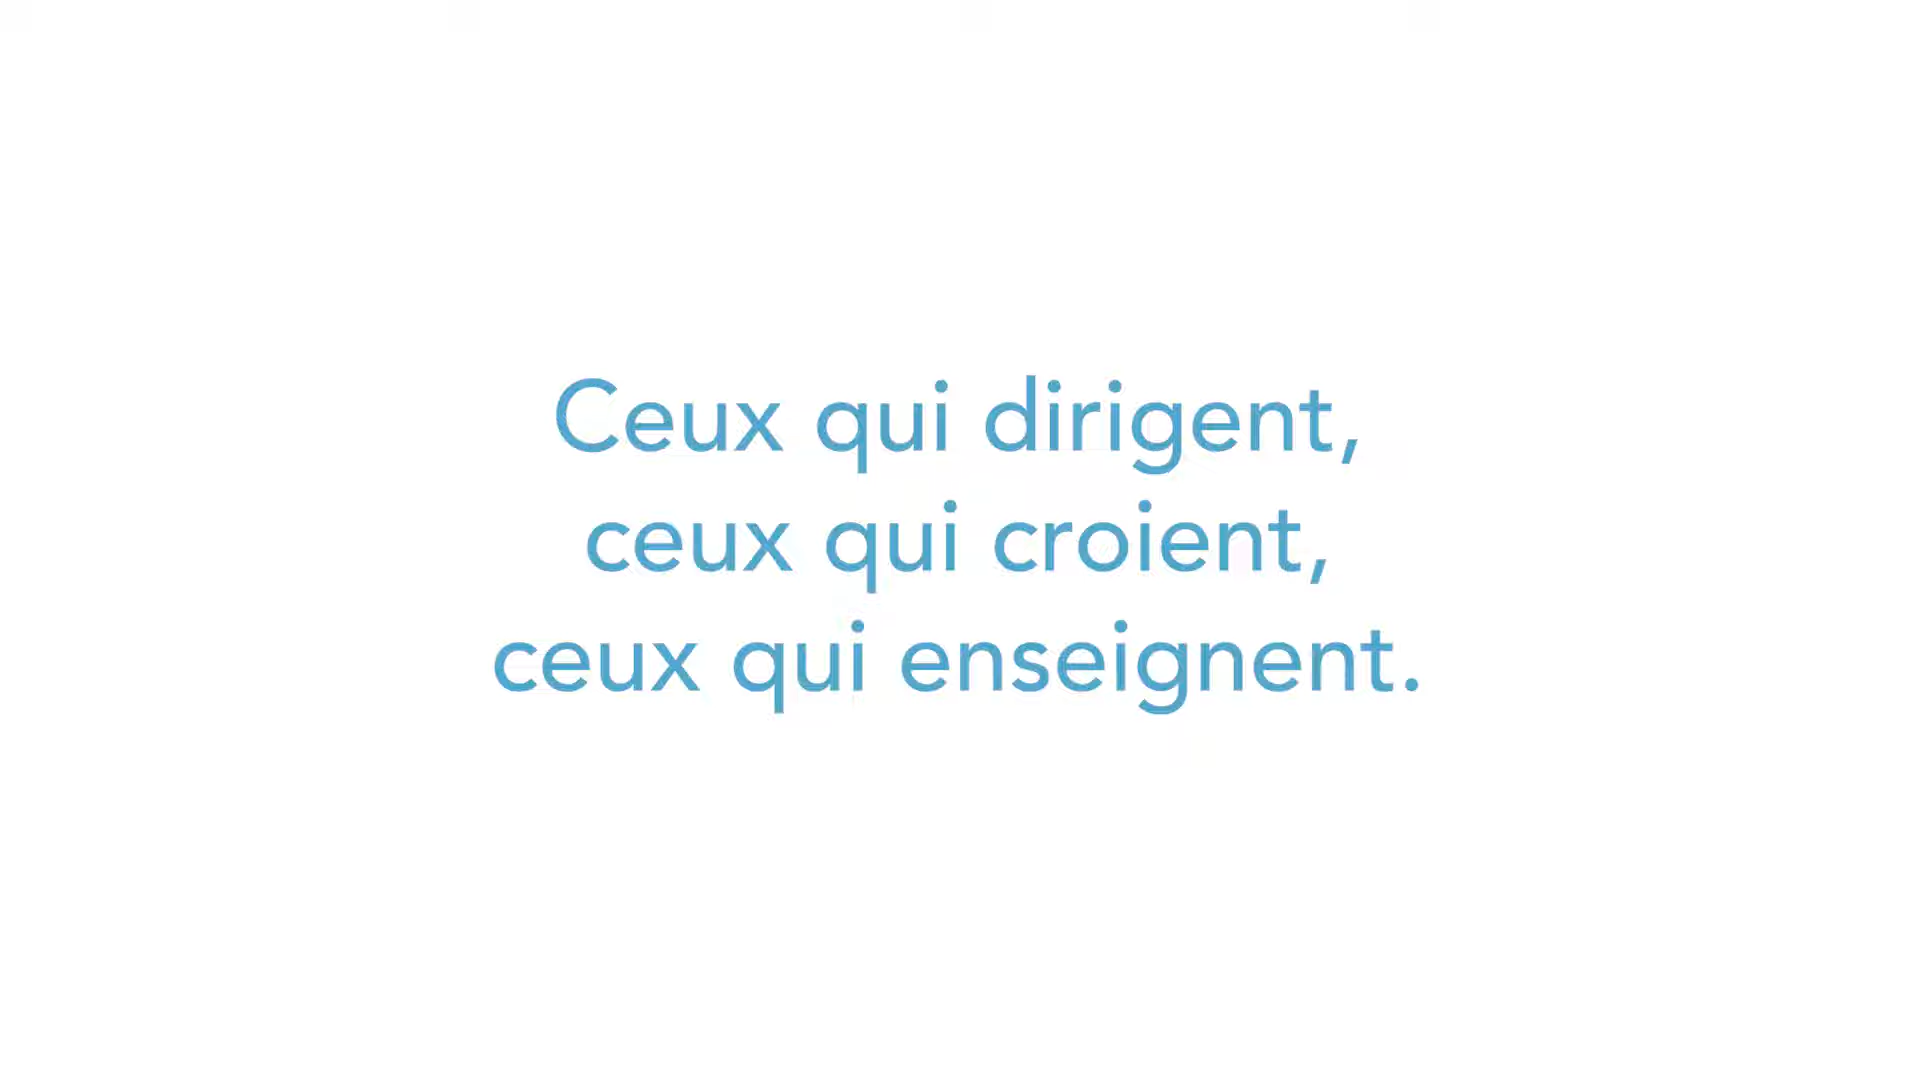 Ceux qui dirigent,
ceux qui croient,
ceux qui enseignent.